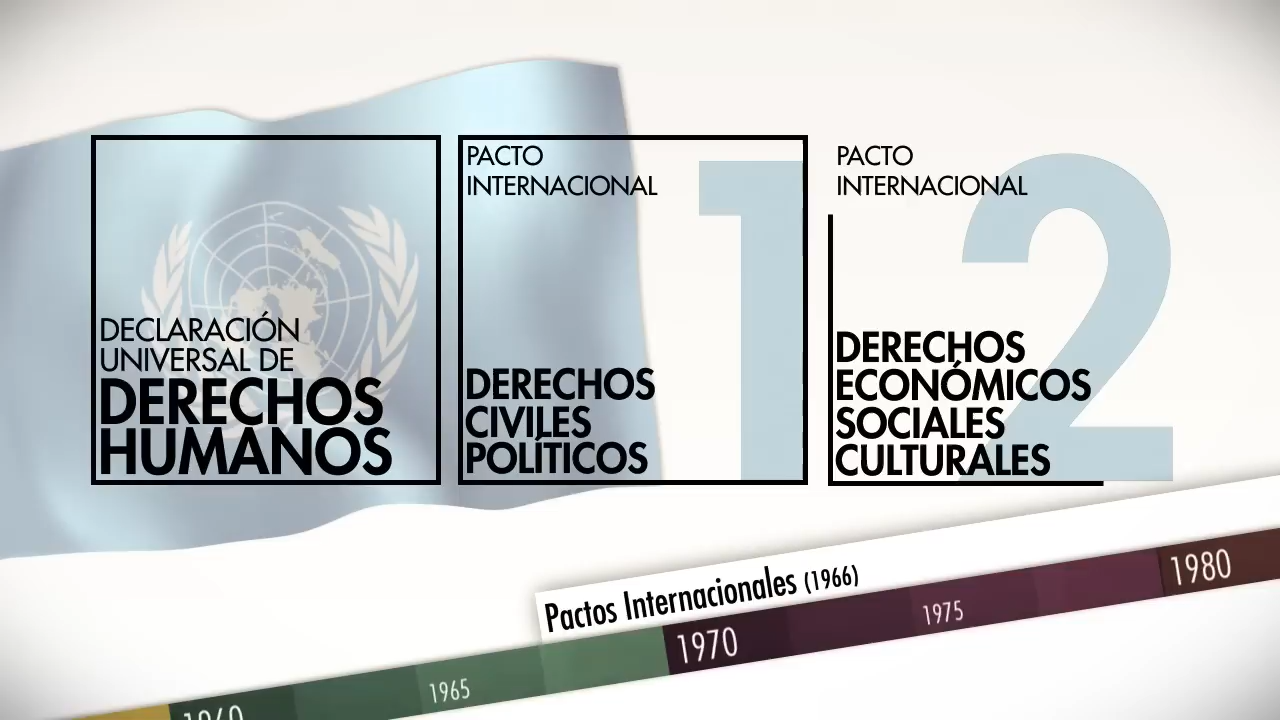 DECLARACIÓN
UNIVERSAL DE
DERECHOS
HUMANOS
PACTO
INTERNACIONAL
1
DERECHOS
CIVILES
POLÍTICOS
PACTO
INTERNACIONAL
2
DERECHOS
ECONÓMICOS
SOCIALES
CULTURALES
Pactos Internacionales (1966)
1960
1965
1970
1975
1980